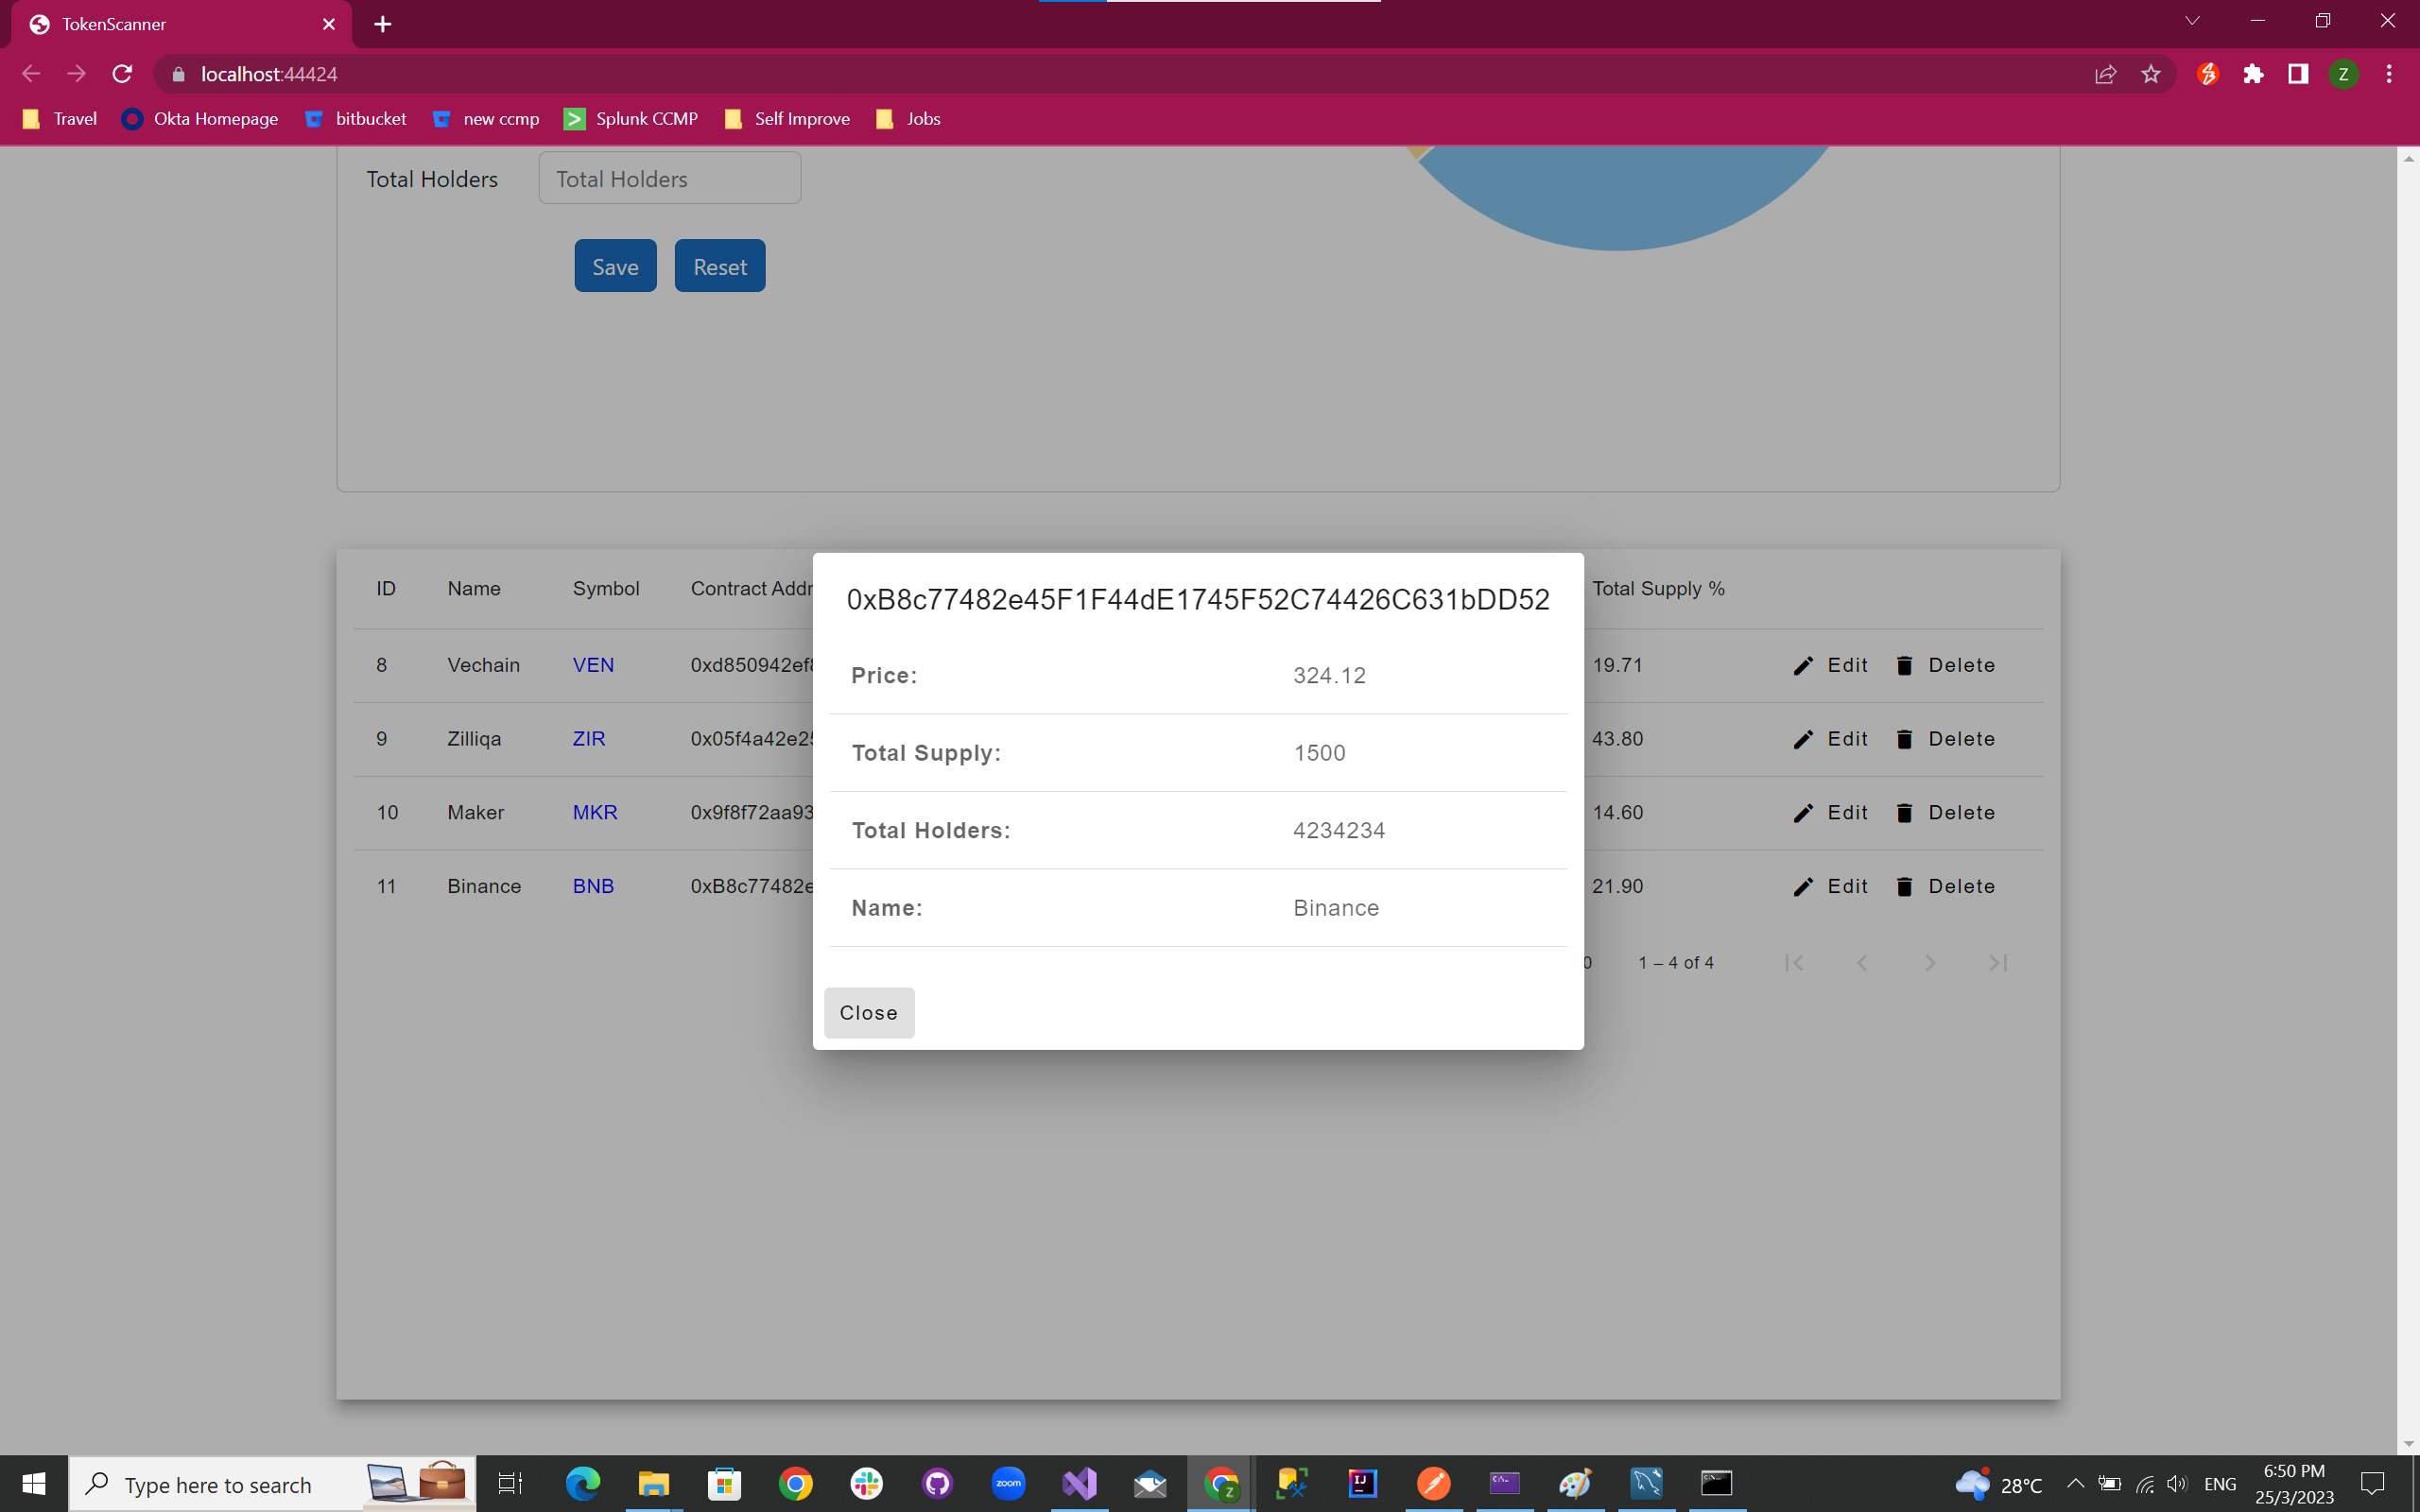 TokenScanner
localhost:44424
Travel Okta Homepage bitbucket new ccmp Splunk CCMP Self Improve Jobs
Total Holders Total Holders
Save Reset
ID Name Symbol Contract Addr Total Supply %
8 Vechain VEN 0xd850942ef 19.71 Edit Delete
9 Zilliqa ZIR 0x05f4a42e2 43.80 Edit Delete
10 Maker MKR 0x9f8f72aa93 14.60 Edit Delete
11 Binance BNB 0xB8c77482e 21.90 Edit Delete
0 1 – 4 of 4
0xB8c77482e45F1F44dE1745F52C74426C631bDD52
Price: 324.12
Total Supply: 1500
Total Holders: 4234234
Name: Binance
Close
Type here to search
28°C ENG
6:50 PM
25/3/2023